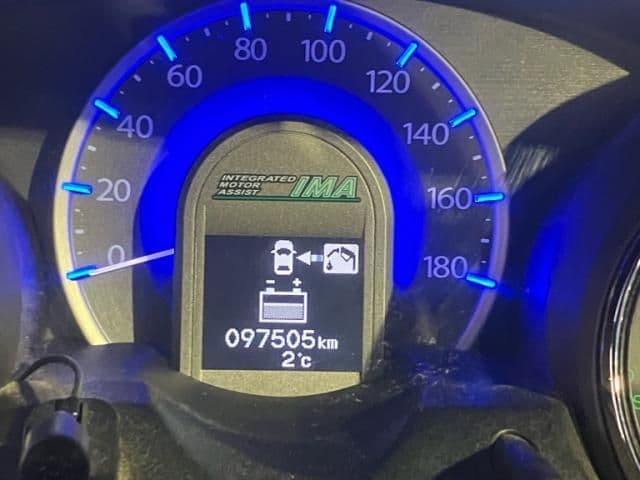 0
20
40
60
80
100
120
140
160
180
INTEGRATED
MOTOR
ASSIST
IMA
- +
097505km
2°c